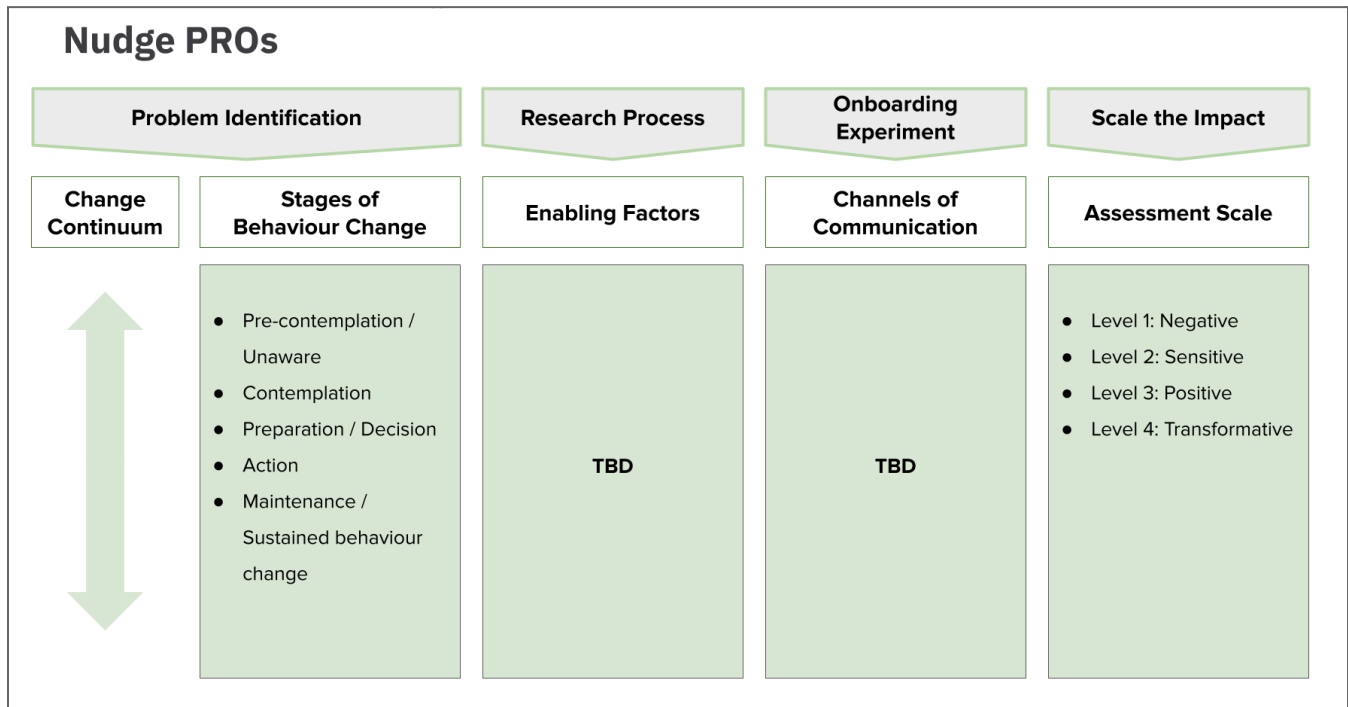 Nudge PROs
Problem Identification
Research Process
Onboarding
Experiment
Scale the Impact
Change
Continuum
Stages of
Behaviour Change
Enabling Factors
Channels of
Communication
Assessment Scale
● Pre-contemplation /
Unaware
● Contemplation
● Preparation / Decision
● Action
● Maintenance /
Sustained behaviour
change
TBD
TBD
● Level 1: Negative
● Level 2: Sensitive
● Level 3: Positive
● Level 4: Transformative